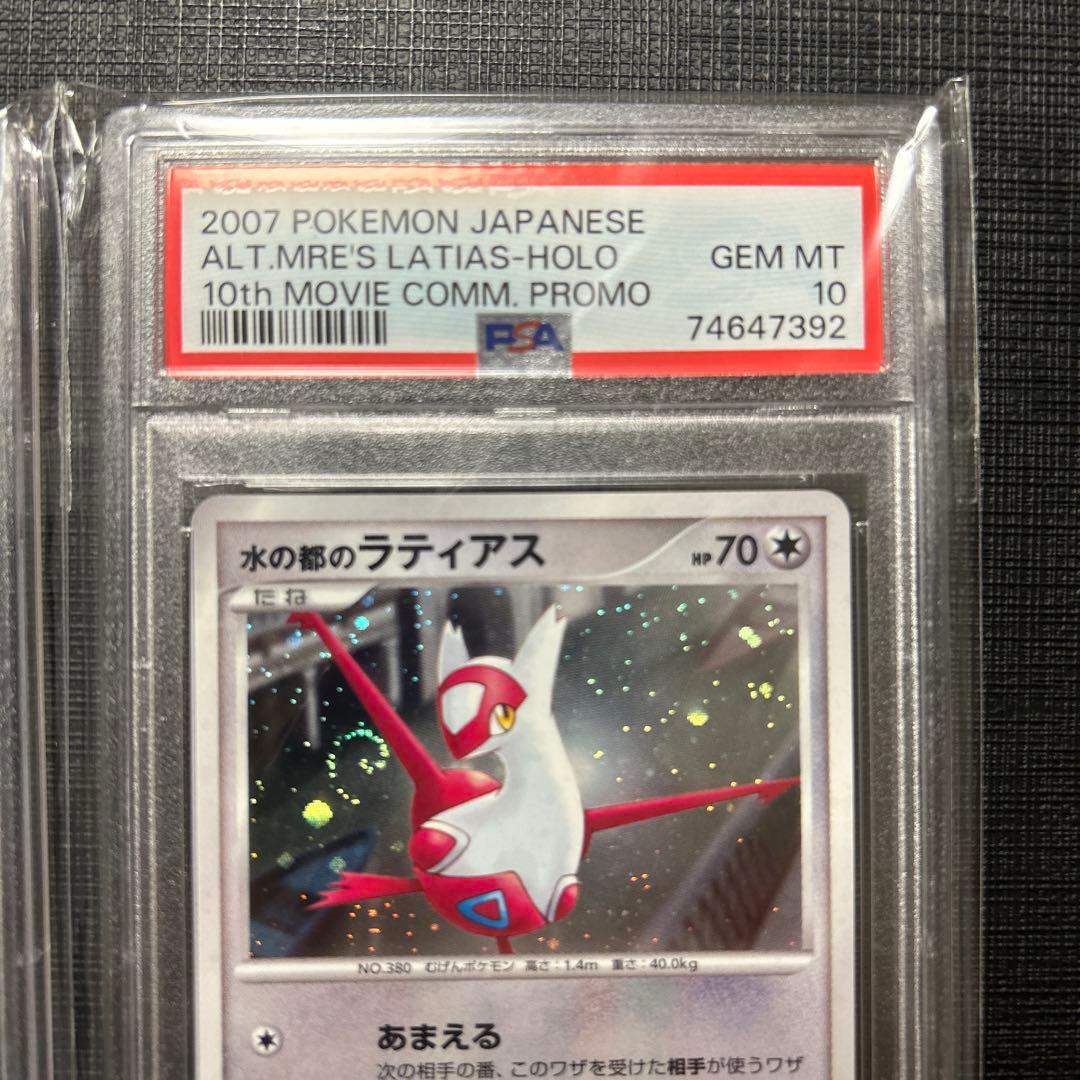 2007 POKEMON JAPANESE
ALT.MRE'S LATIAS-HOLO GEM MT
10th MOVIE COMM. PROMO 10
PSA 74647392
水の都のラティアス HP70
たね
NO.380 むげんポケモン 高さ:1.4m 重さ:40.0kg
あまえる
次の相手の番、このワザを受けた相手が使うワザ